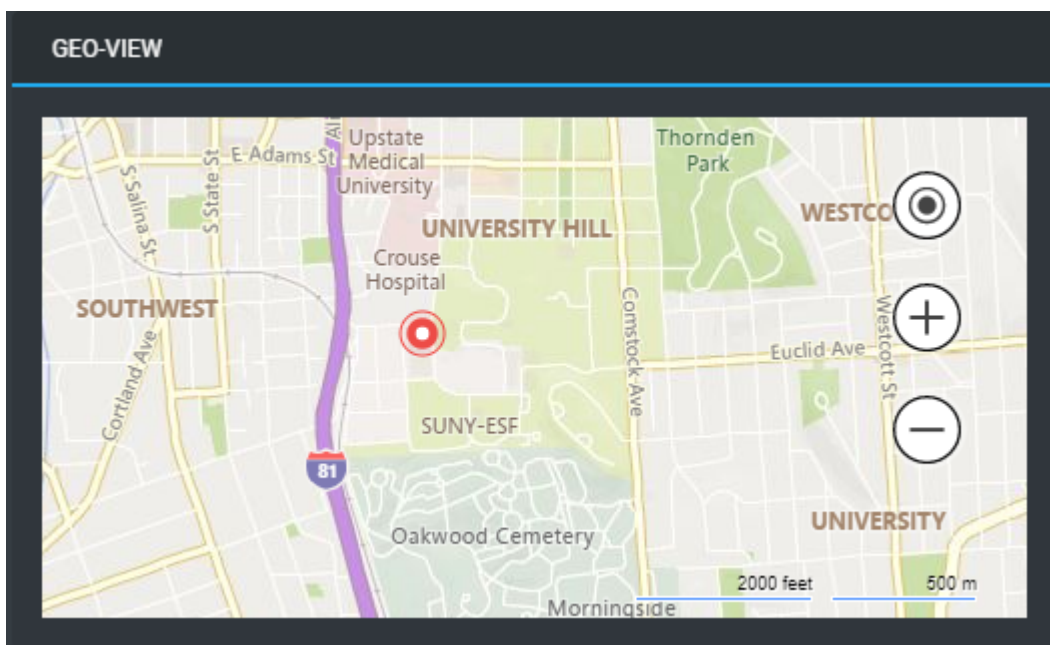 GEO-VIEW
Upstate
Medical
University
E Adams St
S State St
S Salina St
Thornden
Park
UNIVERSITY HILL
WESTCO
Crouse
Hospital
SOUTHWEST
Comstock Ave
Westcott St
Euclid Ave
Cortland Ave
SUNY-ESF
81
UNIVERSITY
Oakwood Cemetery
2000 feet
500 m
Morningside